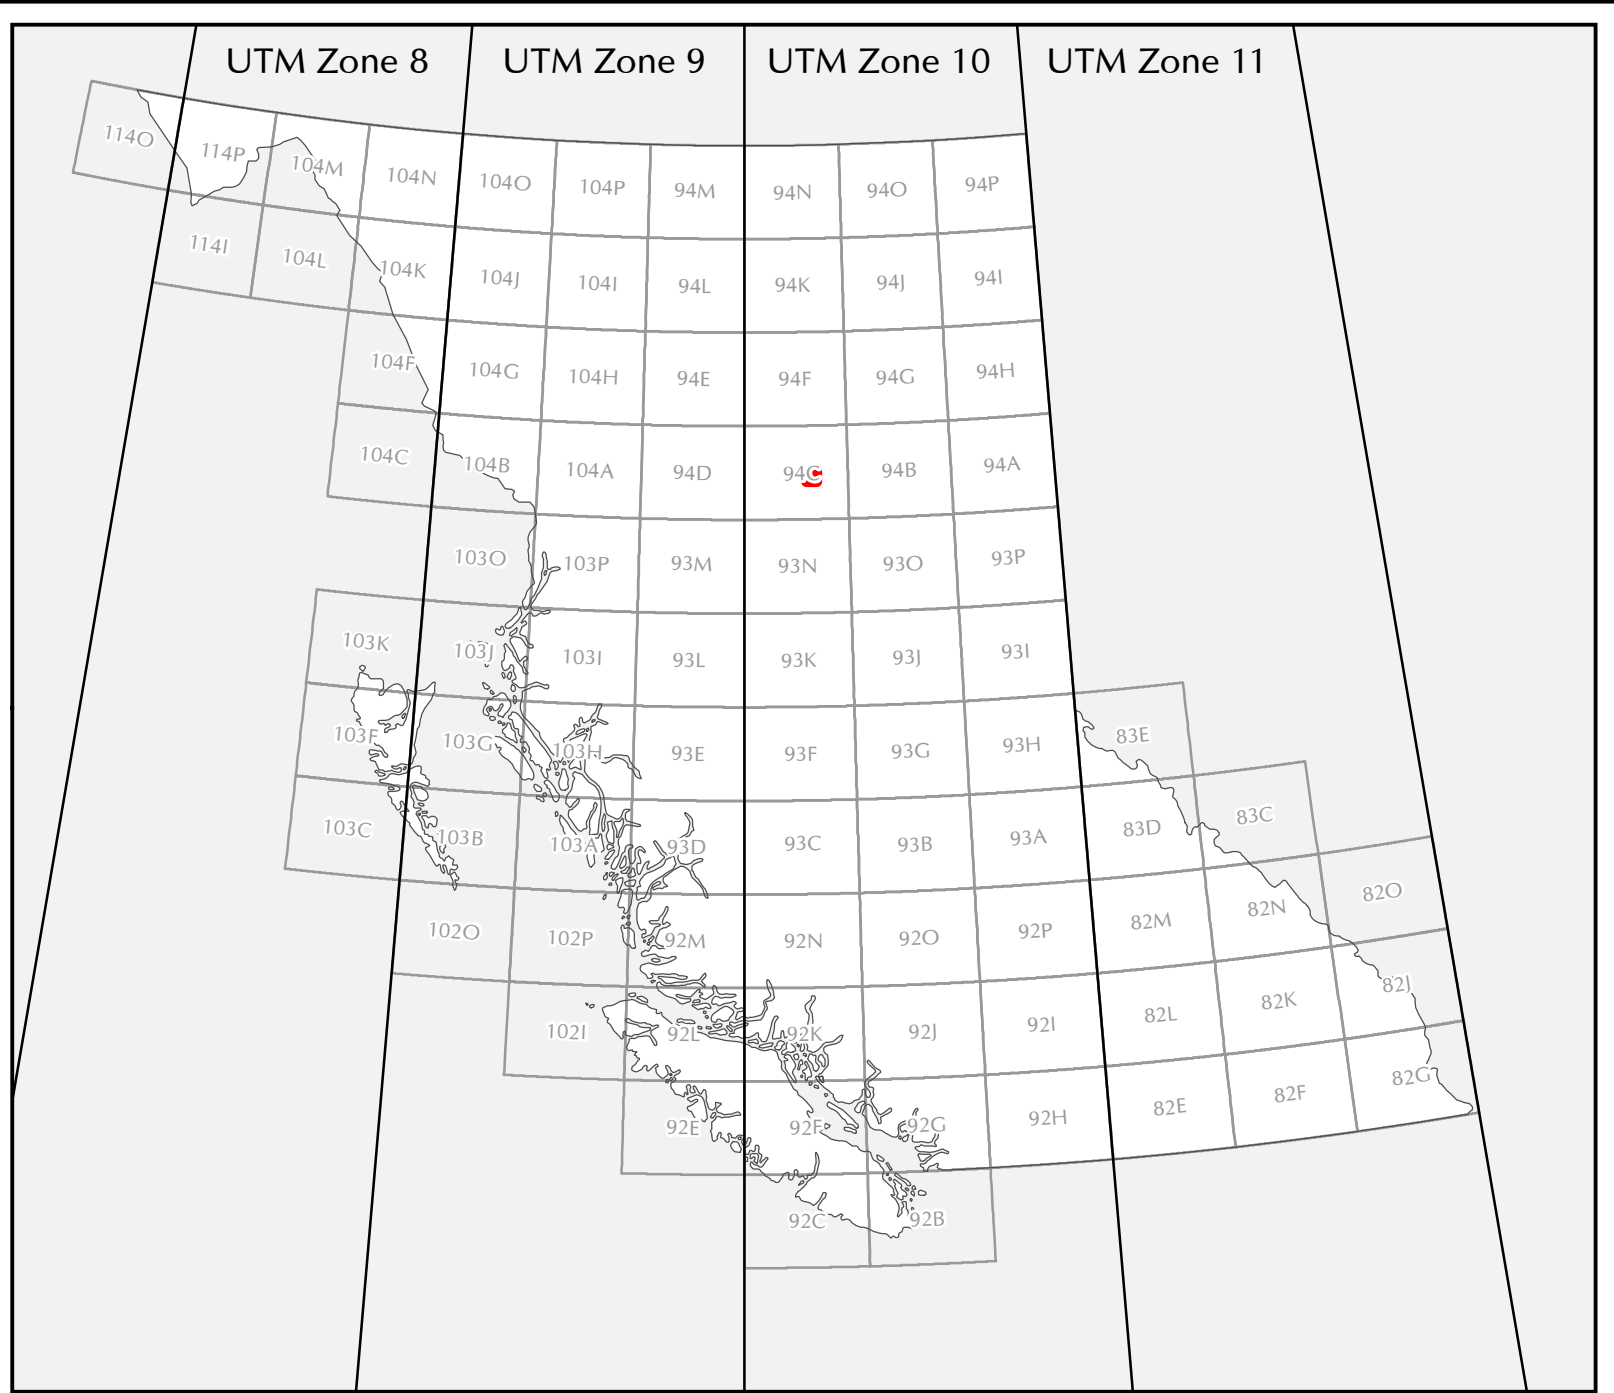 UTM Zone 8 UTM Zone 9 UTM Zone 10 UTM Zone 11
114O 114P 104M 104N 104O 104P 94M 94N 94O 94P
114I 104L 104K 104J 104I 94L 94K 94J 94I
104F 104G 104H 94E 94F 94G 94H
104C 104B 104A 94D 94C 94B 94A
103O 103P 93M 93N 93O 93P
103K 103J 103I 93L 93K 93J 93I
103F 103G 103H 93E 93F 93G 93H 83E
103C 103B 103A 93D 93C 93B 93A 83D 83C
102O 102P 92M 92N 92O 92P 82M 82N 82O
102I 92L 92K 92J 92I 82L 82K 82J
92E 92F 92G 92H 82E 82F 82G
92C 92B